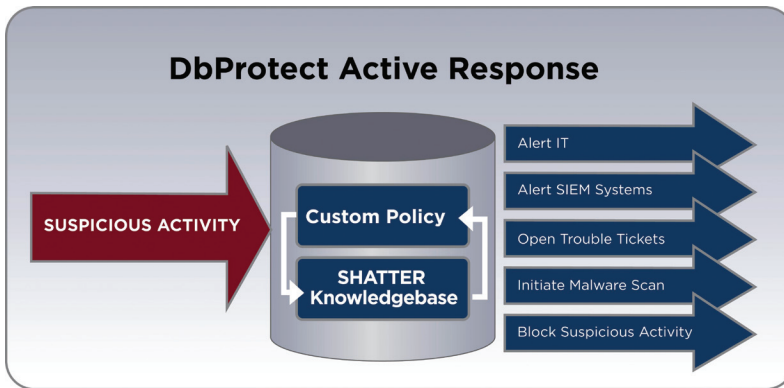 DbProtect Active Response
SUSPICIOUS ACTIVITY
Custom Policy
SHATTER
Knowledgebase
Alert IT
Alert SIEM Systems
Open Trouble Tickets
Initiate Malware Scan
Block Suspicious Activity